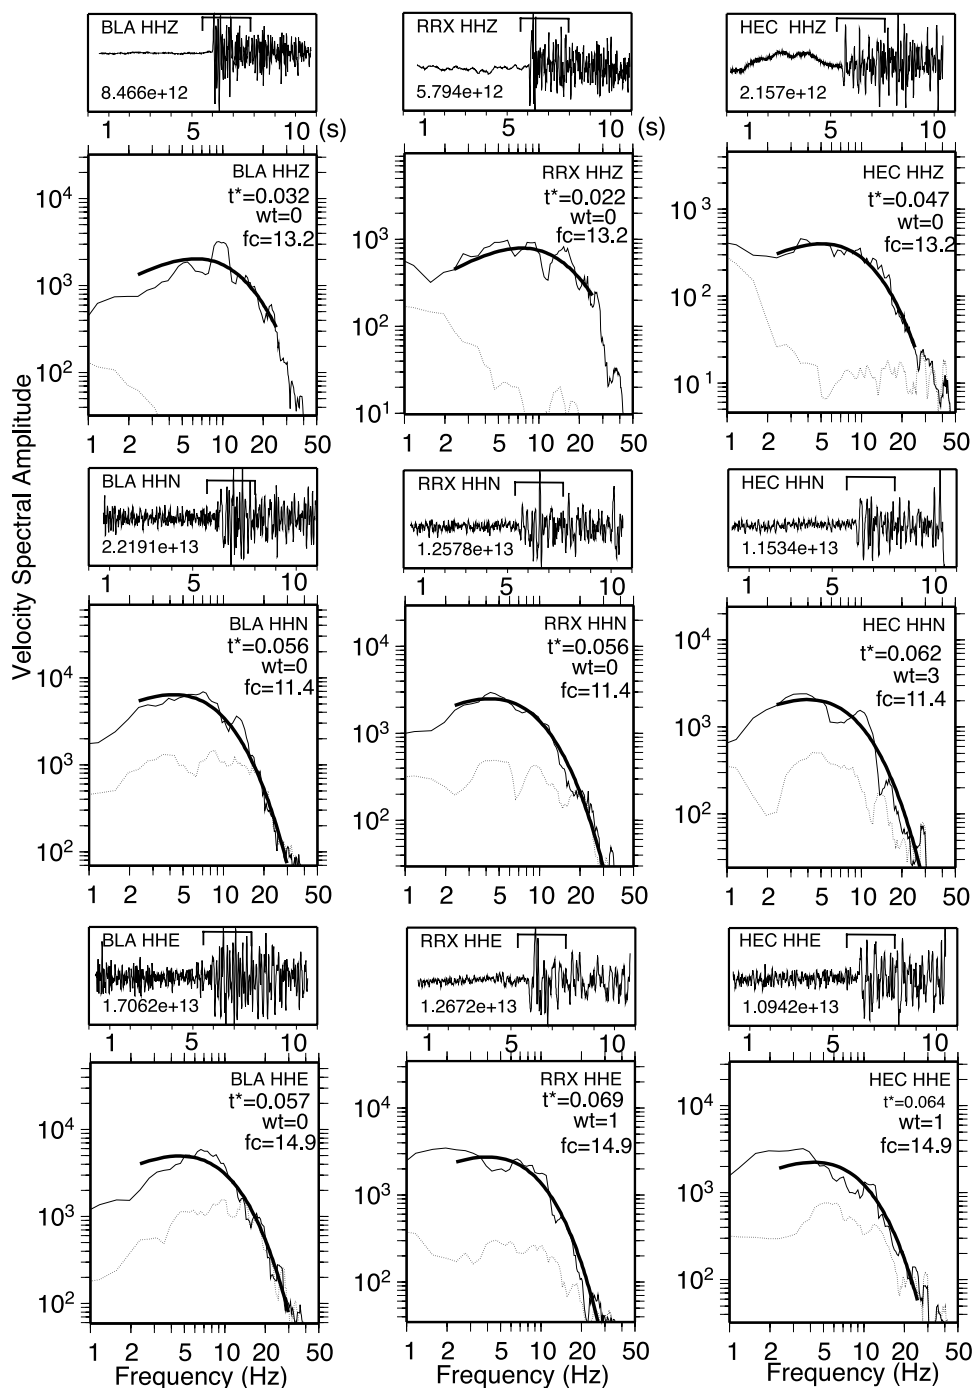 BLA HHZ
8.466e+12
1 5 10 (s)
RRX HHZ
5.794e+12
1 5 10 (s)
HEC HHZ
2.157e+12
1 5 10
BLA HHZ
t*=0.032
wt=0
fc=13.2
10^4
10^3
10^2
1 2 5 10 20 50
RRX HHZ
t*=0.022
wt=0
fc=13.2
10^3
10^2
10^1
1 2 5 10 20 50
HEC HHZ
t*=0.047
wt=0
fc=13.2
10^3
10^2
10^1
1 2 5 10 20 50
Velocity Spectral Amplitude
BLA HHN
2.2191e+13
1 5 10
RRX HHN
1.2578e+13
1 5 10
HEC HHN
1.1534e+13
1 5 10
BLA HHN
t*=0.056
wt=0
fc=11.4
10^4
10^3
10^2
1 2 5 10 20 50
RRX HHN
t*=0.056
wt=0
fc=11.4
10^4
10^3
10^2
1 2 5 10 20 50
HEC HHN
t*=0.062
wt=3
fc=11.4
10^4
10^3
10^2
1 2 5 10 20 50
BLA HHE
1.7062e+13
1 5 10
RRX HHE
1.2672e+13
1 5 10
HEC HHE
1.0942e+13
1 5 10
BLA HHE
t*=0.057
wt=0
fc=14.9
10^4
10^3
10^2
1 2 5 10 20 50
Frequency (Hz)
RRX HHE
t*=0.069
wt=1
fc=14.9
10^4
10^3
10^2
1 2 5 10 20 50
Frequency (Hz)
HEC HHE
t*=0.064
wt=1
fc=14.9
10^4
10^3
10^2
1 2 5 10 20 50
Frequency (Hz)